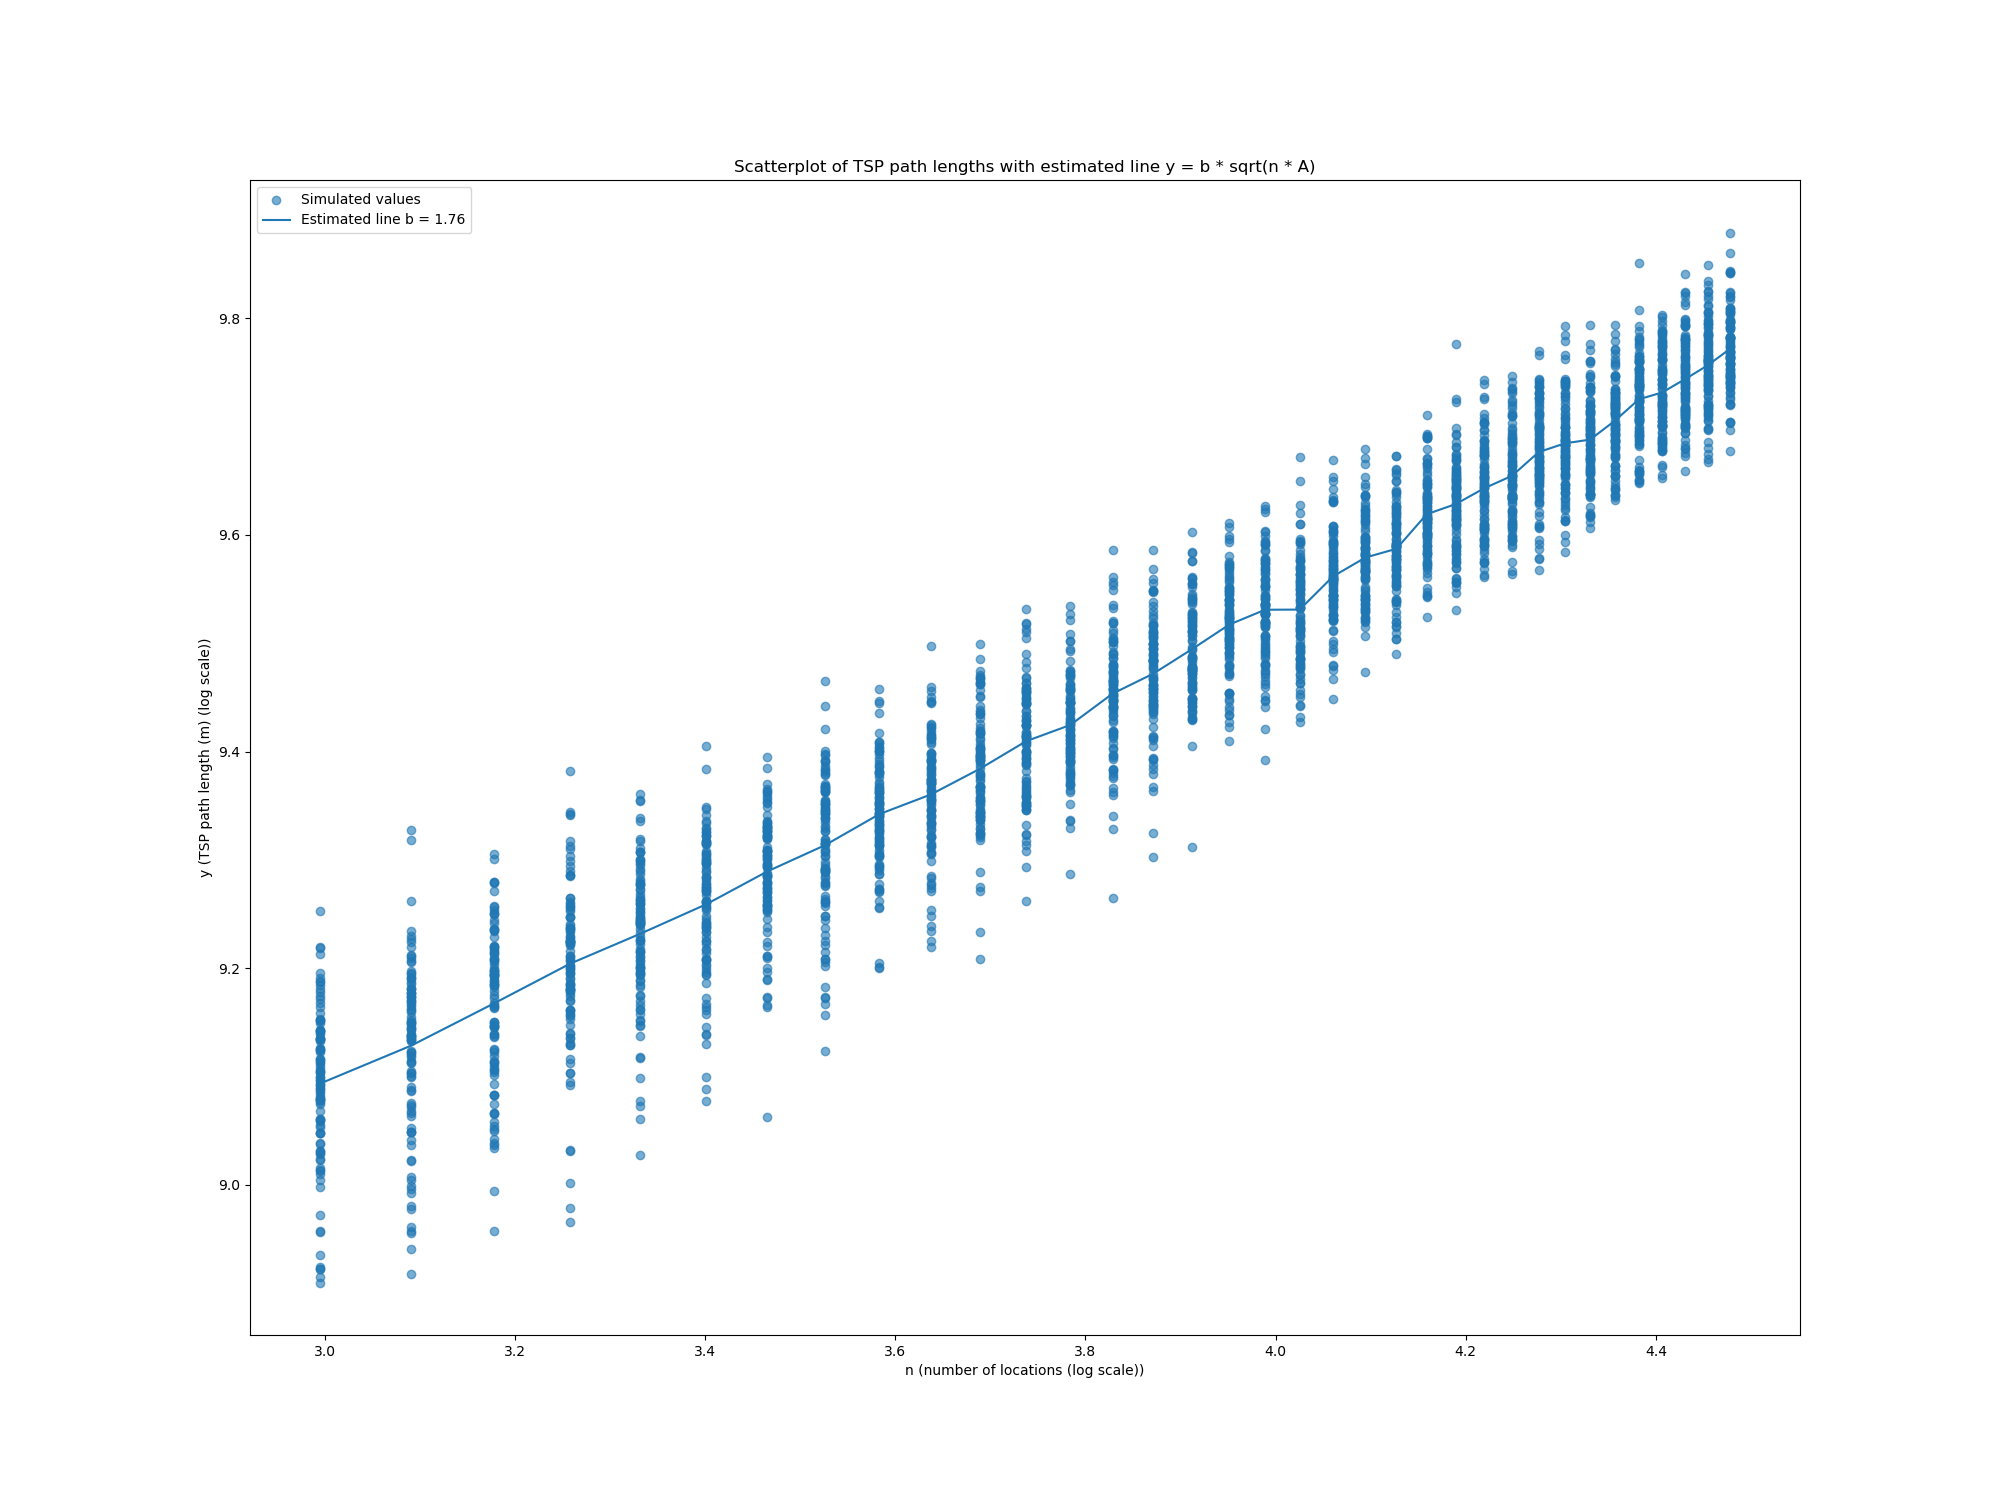 Scatterplot of TSP path lengths with estimated line y = b * sqrt(n * A)
Simulated values
Estimated line b = 1.76
9.8
9.6
9.4
9.2
9.0
y (TSP path length (m) (log scale))
3.0 3.2 3.4 3.6 3.8 4.0 4.2 4.4
n (number of locations (log scale))